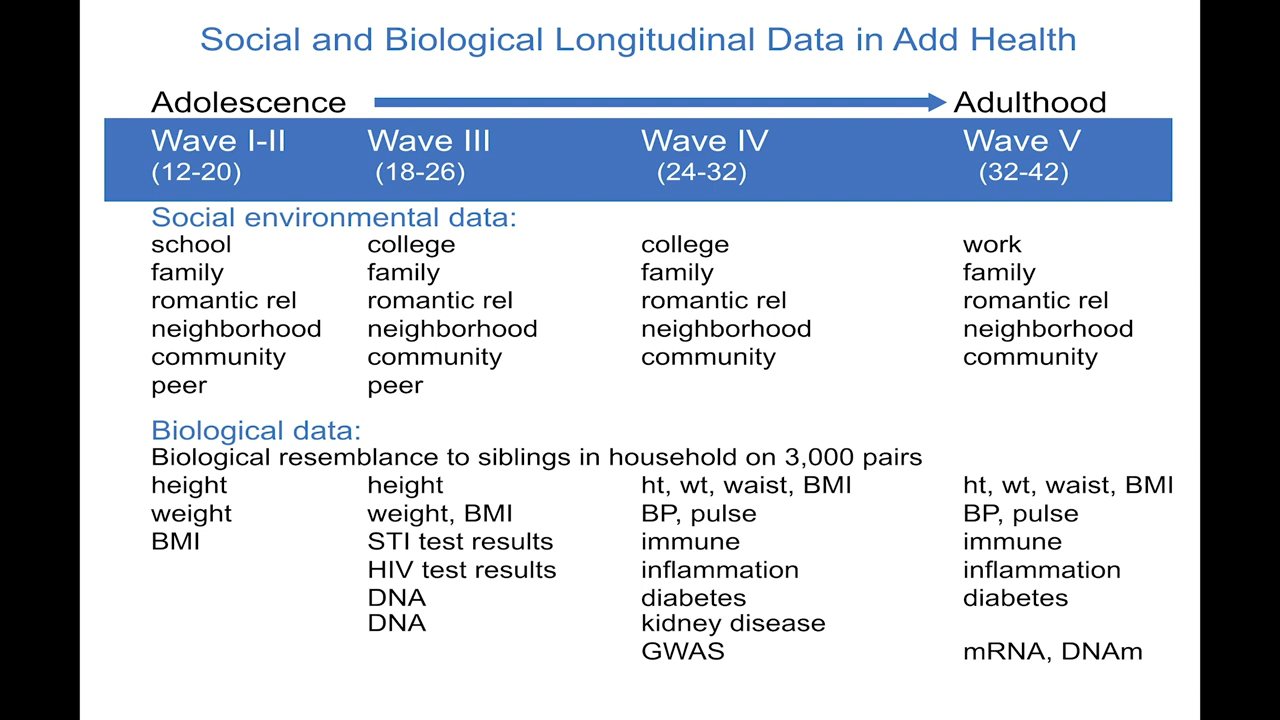 Social and Biological Longitudinal Data in Add Health
Adolescence Adulthood
Wave I-II Wave III Wave IV Wave V
(12-20) (18-26) (24-32) (32-42)
Social environmental data:
school college college work
family family family family
romantic rel romantic rel romantic rel romantic rel
neighborhood neighborhood neighborhood neighborhood
community community community community
peer peer
Biological data:
Biological resemblance to siblings in household on 3,000 pairs
height height ht, wt, waist, BMI ht, wt, waist, BMI
weight weight, BMI BP, pulse BP, pulse
BMI STI test results immune immune
HIV test results inflammation inflammation
DNA diabetes diabetes
DNA kidney disease
GWAS mRNA, DNAm